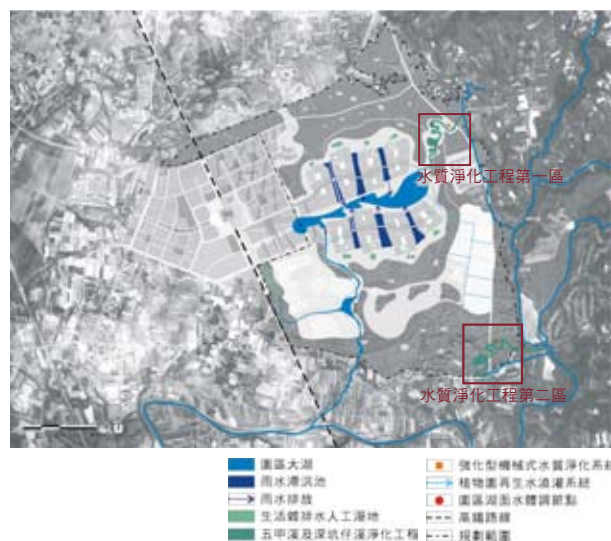 水質淨化工程第一區
水質淨化工程第二區
園區大湖
雨水滯洪池
雨水排放
生活雜排水人工溼地
五甲溪及深坑仔溪淨化工程
強化型機械式水質淨化系統
植物園再生水澆灌系統
園區湖面水體調節點
高鐵路線
規劃範圍